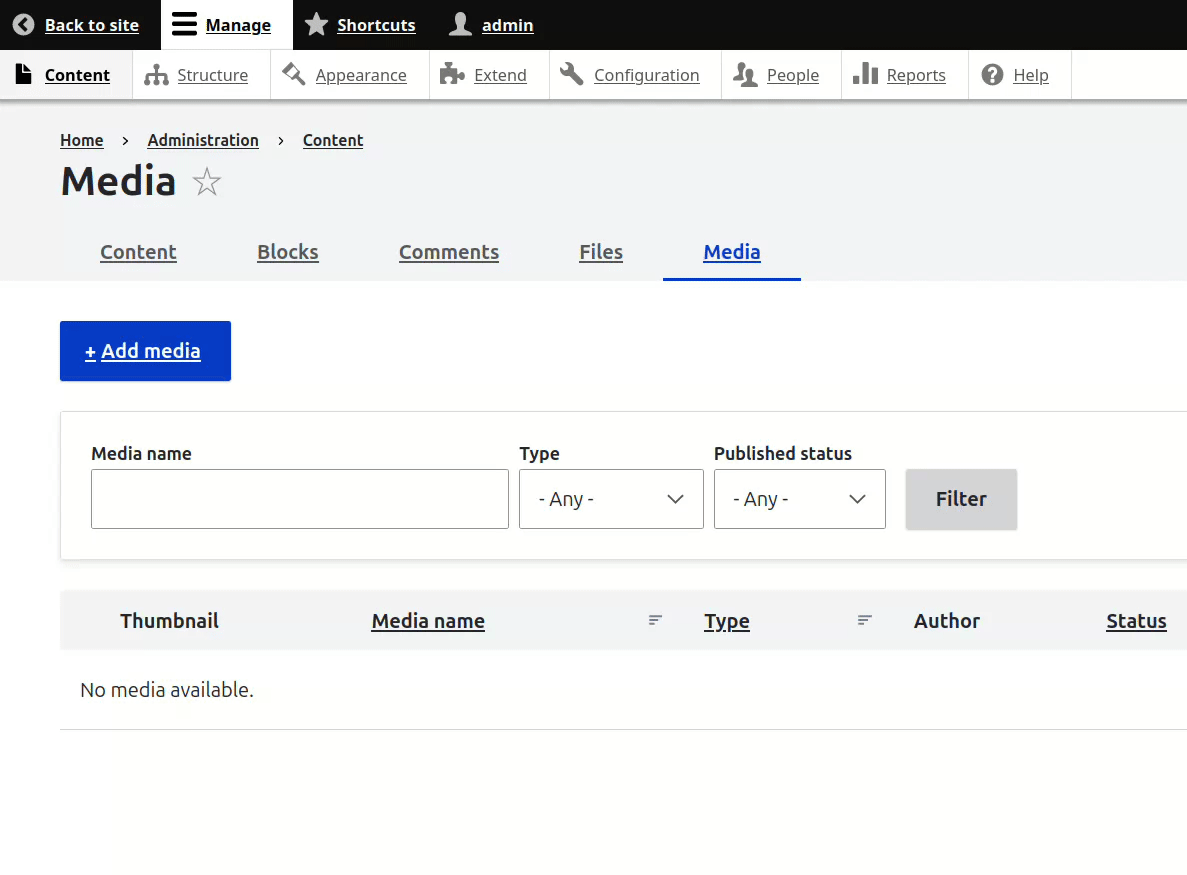 Back to site Manage Shortcuts admin
Content Structure Appearance Extend Configuration People Reports Help
Home › Administration › Content
Media
Content Blocks Comments Files Media
+ Add media
Media name Type Published status
- Any - - Any - Filter
Thumbnail Media name Type Author Status
No media available.